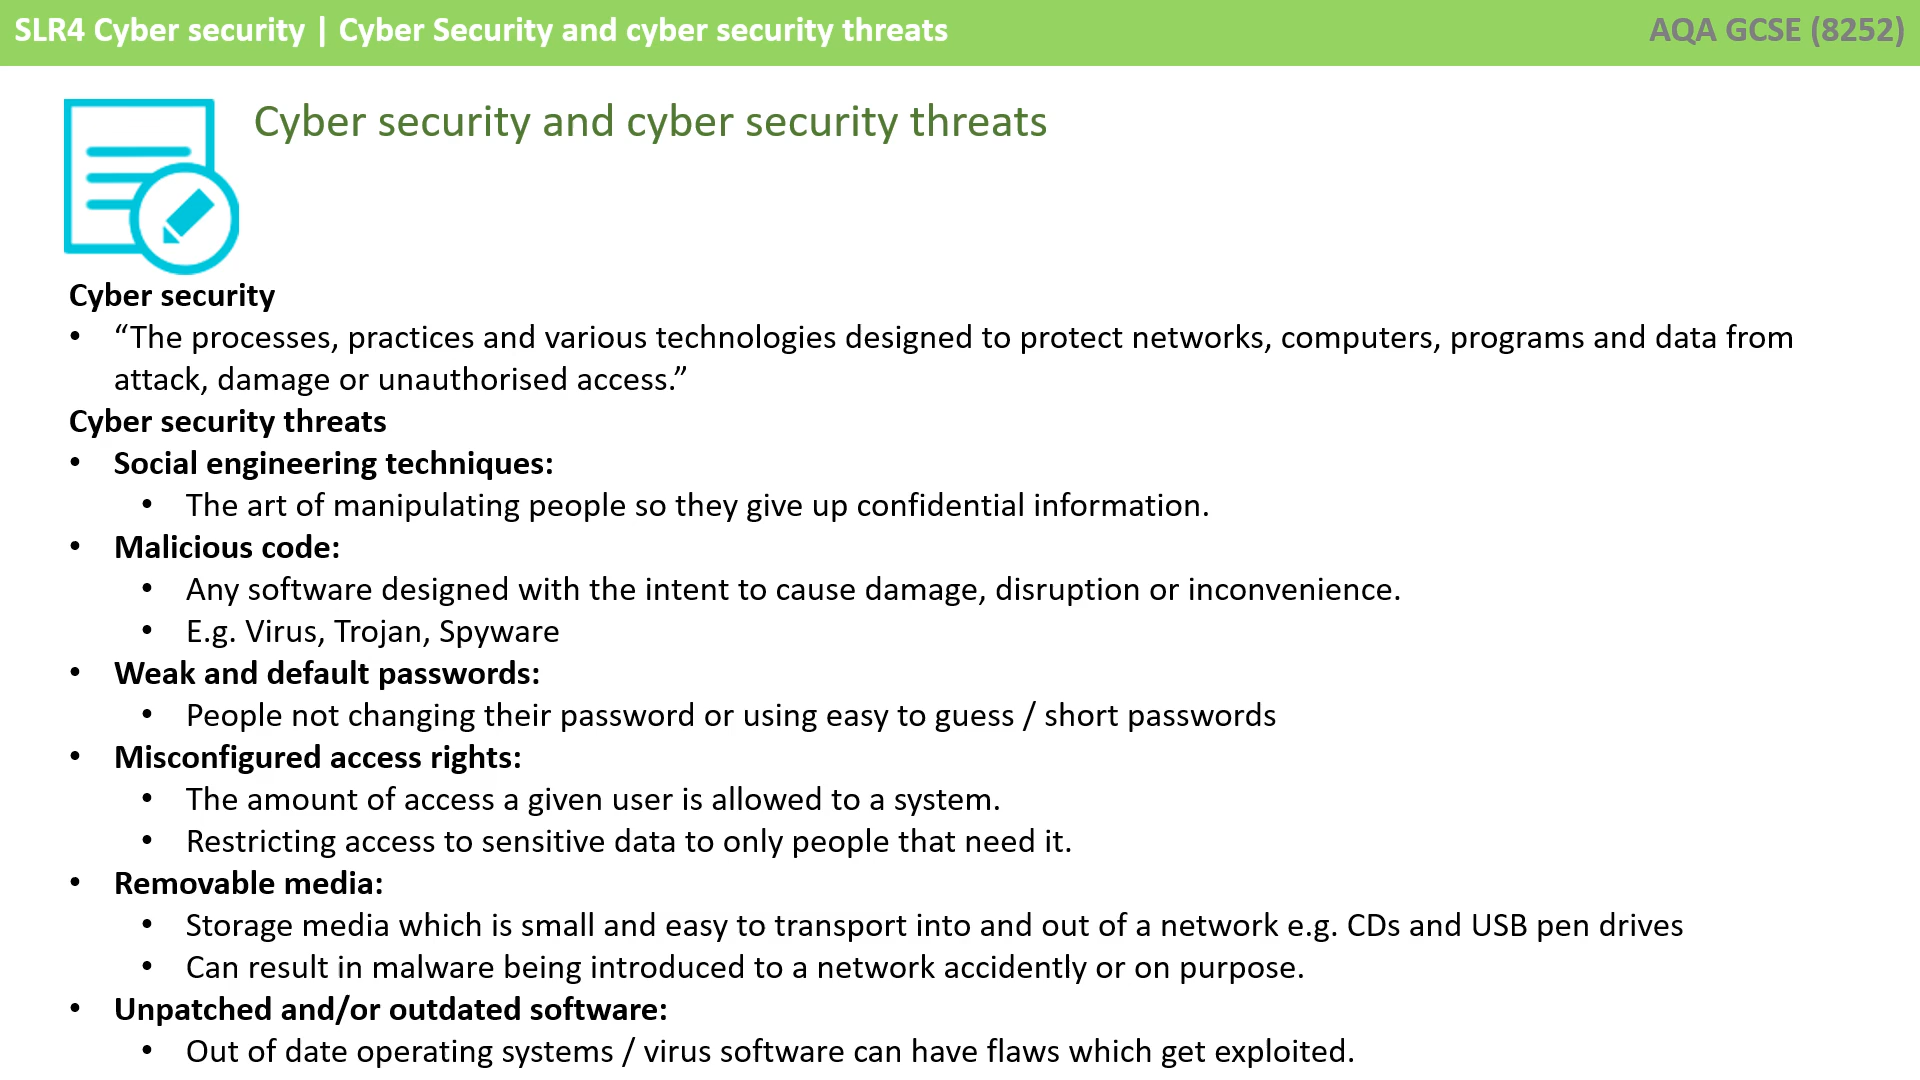 SLR4 Cyber security | Cyber Security and cyber security threats
AQA GCSE (8252)
Cyber security and cyber security threats
Cyber security
• “The processes, practices and various technologies designed to protect networks, computers, programs and data from
attack, damage or unauthorised access.”
Cyber security threats
• Social engineering techniques:
• The art of manipulating people so they give up confidential information.
• Malicious code:
• Any software designed with the intent to cause damage, disruption or inconvenience.
• E.g. Virus, Trojan, Spyware
• Weak and default passwords:
• People not changing their password or using easy to guess / short passwords
• Misconfigured access rights:
• The amount of access a given user is allowed to a system.
• Restricting access to sensitive data to only people that need it.
• Removable media:
• Storage media which is small and easy to transport into and out of a network e.g. CDs and USB pen drives
• Can result in malware being introduced to a network accidently or on purpose.
• Unpatched and/or outdated software:
• Out of date operating systems / virus software can have flaws which get exploited.